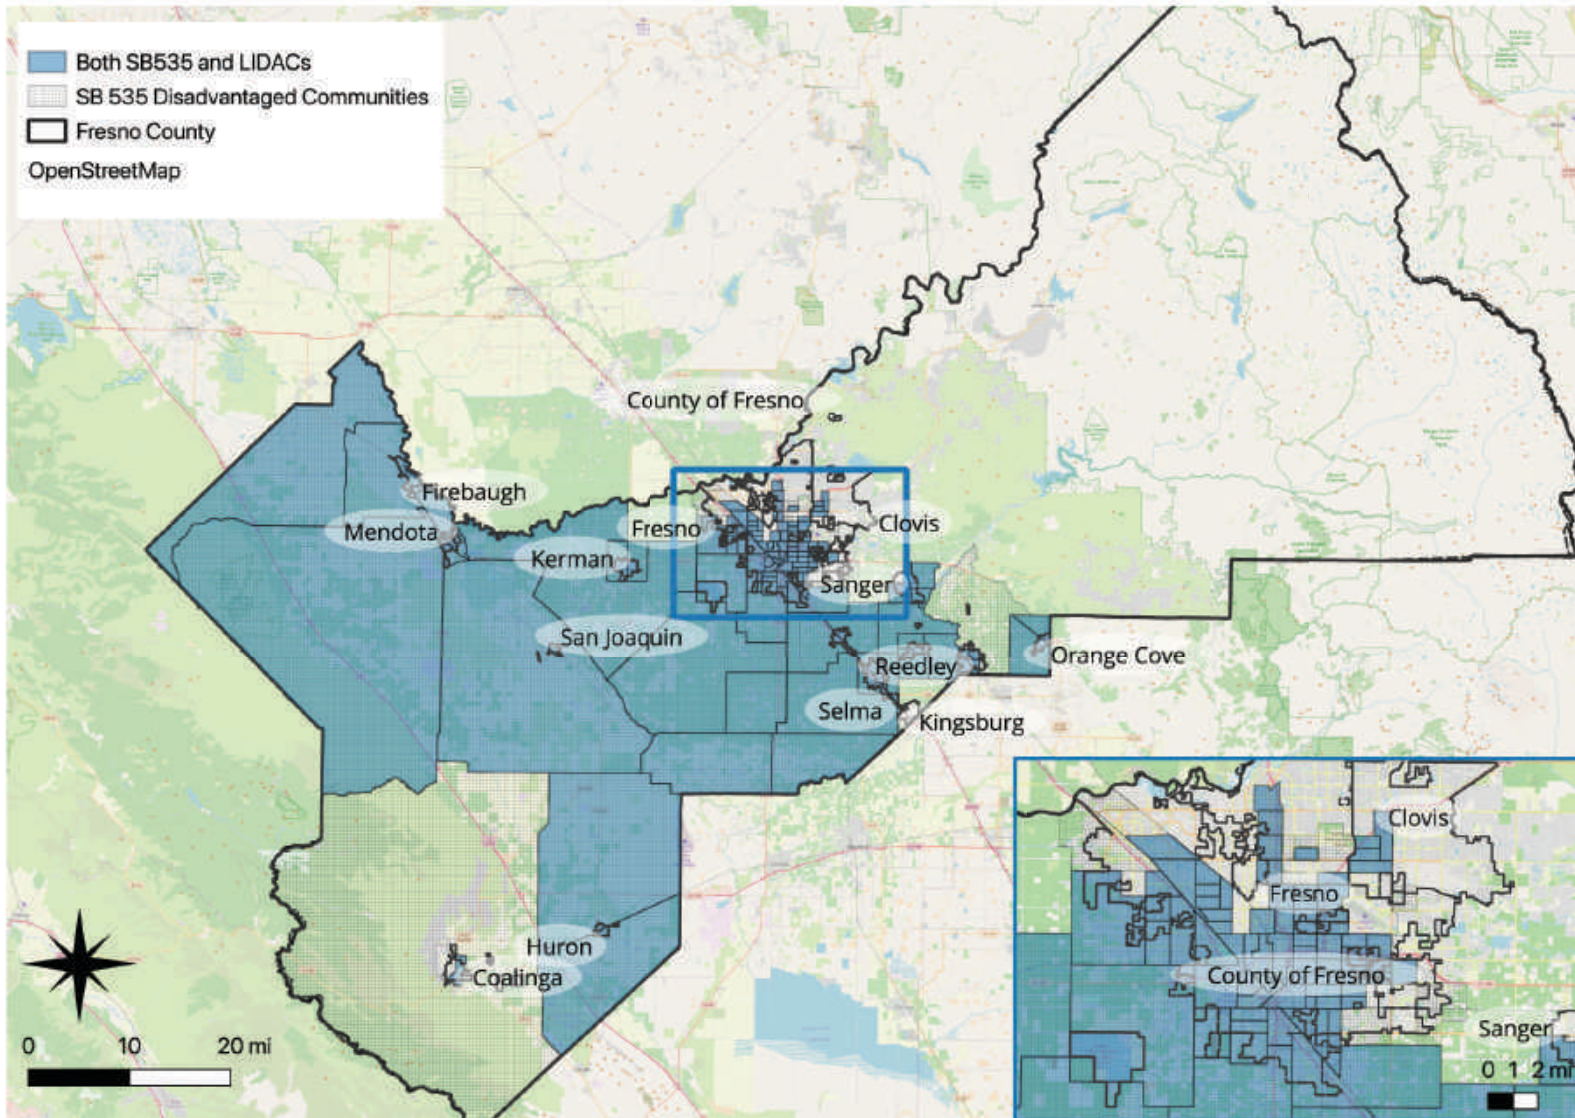 Both SB535 and LIDACs
SB 535 Disadvantaged Communities
Fresno County
OpenStreetMap
County of Fresno
Firebaugh
Mendota
Fresno
Clovis
Kerman
Sanger
San Joaquin
Reedley
Orange Cove
Selma
Kingsburg
Huron
Coalinga
0 10 20 mi
Clovis
Fresno
County of Fresno
Sanger
0 1 2 mi